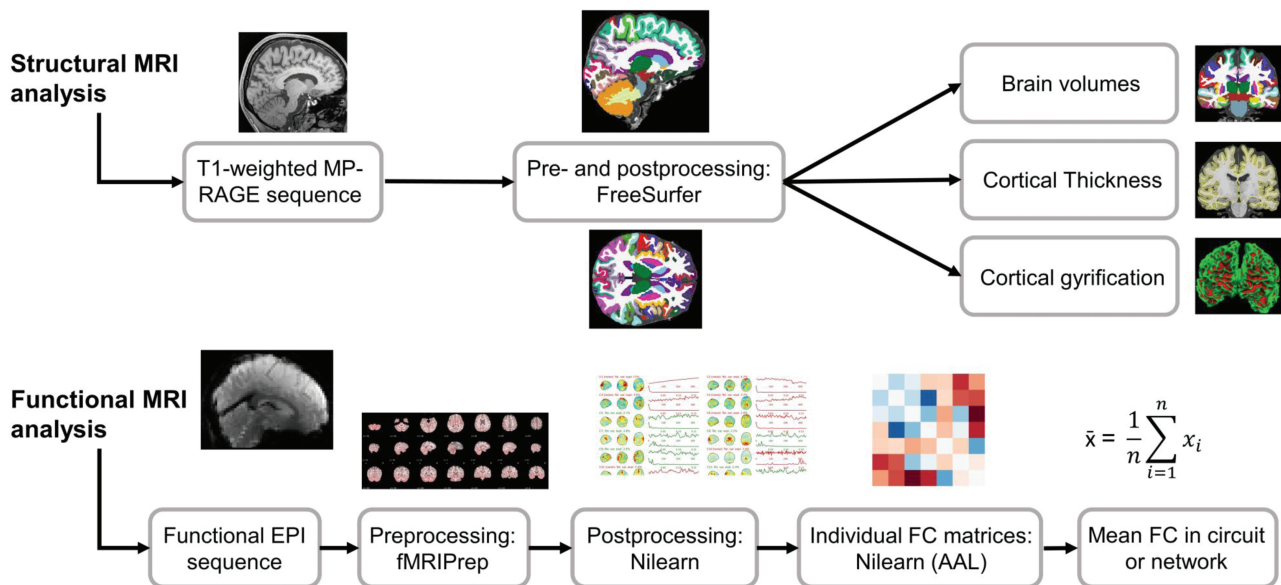 Structural MRI
analysis
T1-weighted MP-
RAGE sequence
Pre- and postprocessing:
FreeSurfer
Brain volumes
Cortical Thickness
Cortical gyrification
Functional MRI
analysis
Functional EPI
sequence
Preprocessing:
fMRIPrep
Postprocessing:
Nilearn
Individual FC matrices:
Nilearn (AAL)
x̄ = 1/n ∑_{i=1}^{n} x_i
Mean FC in circuit
or network